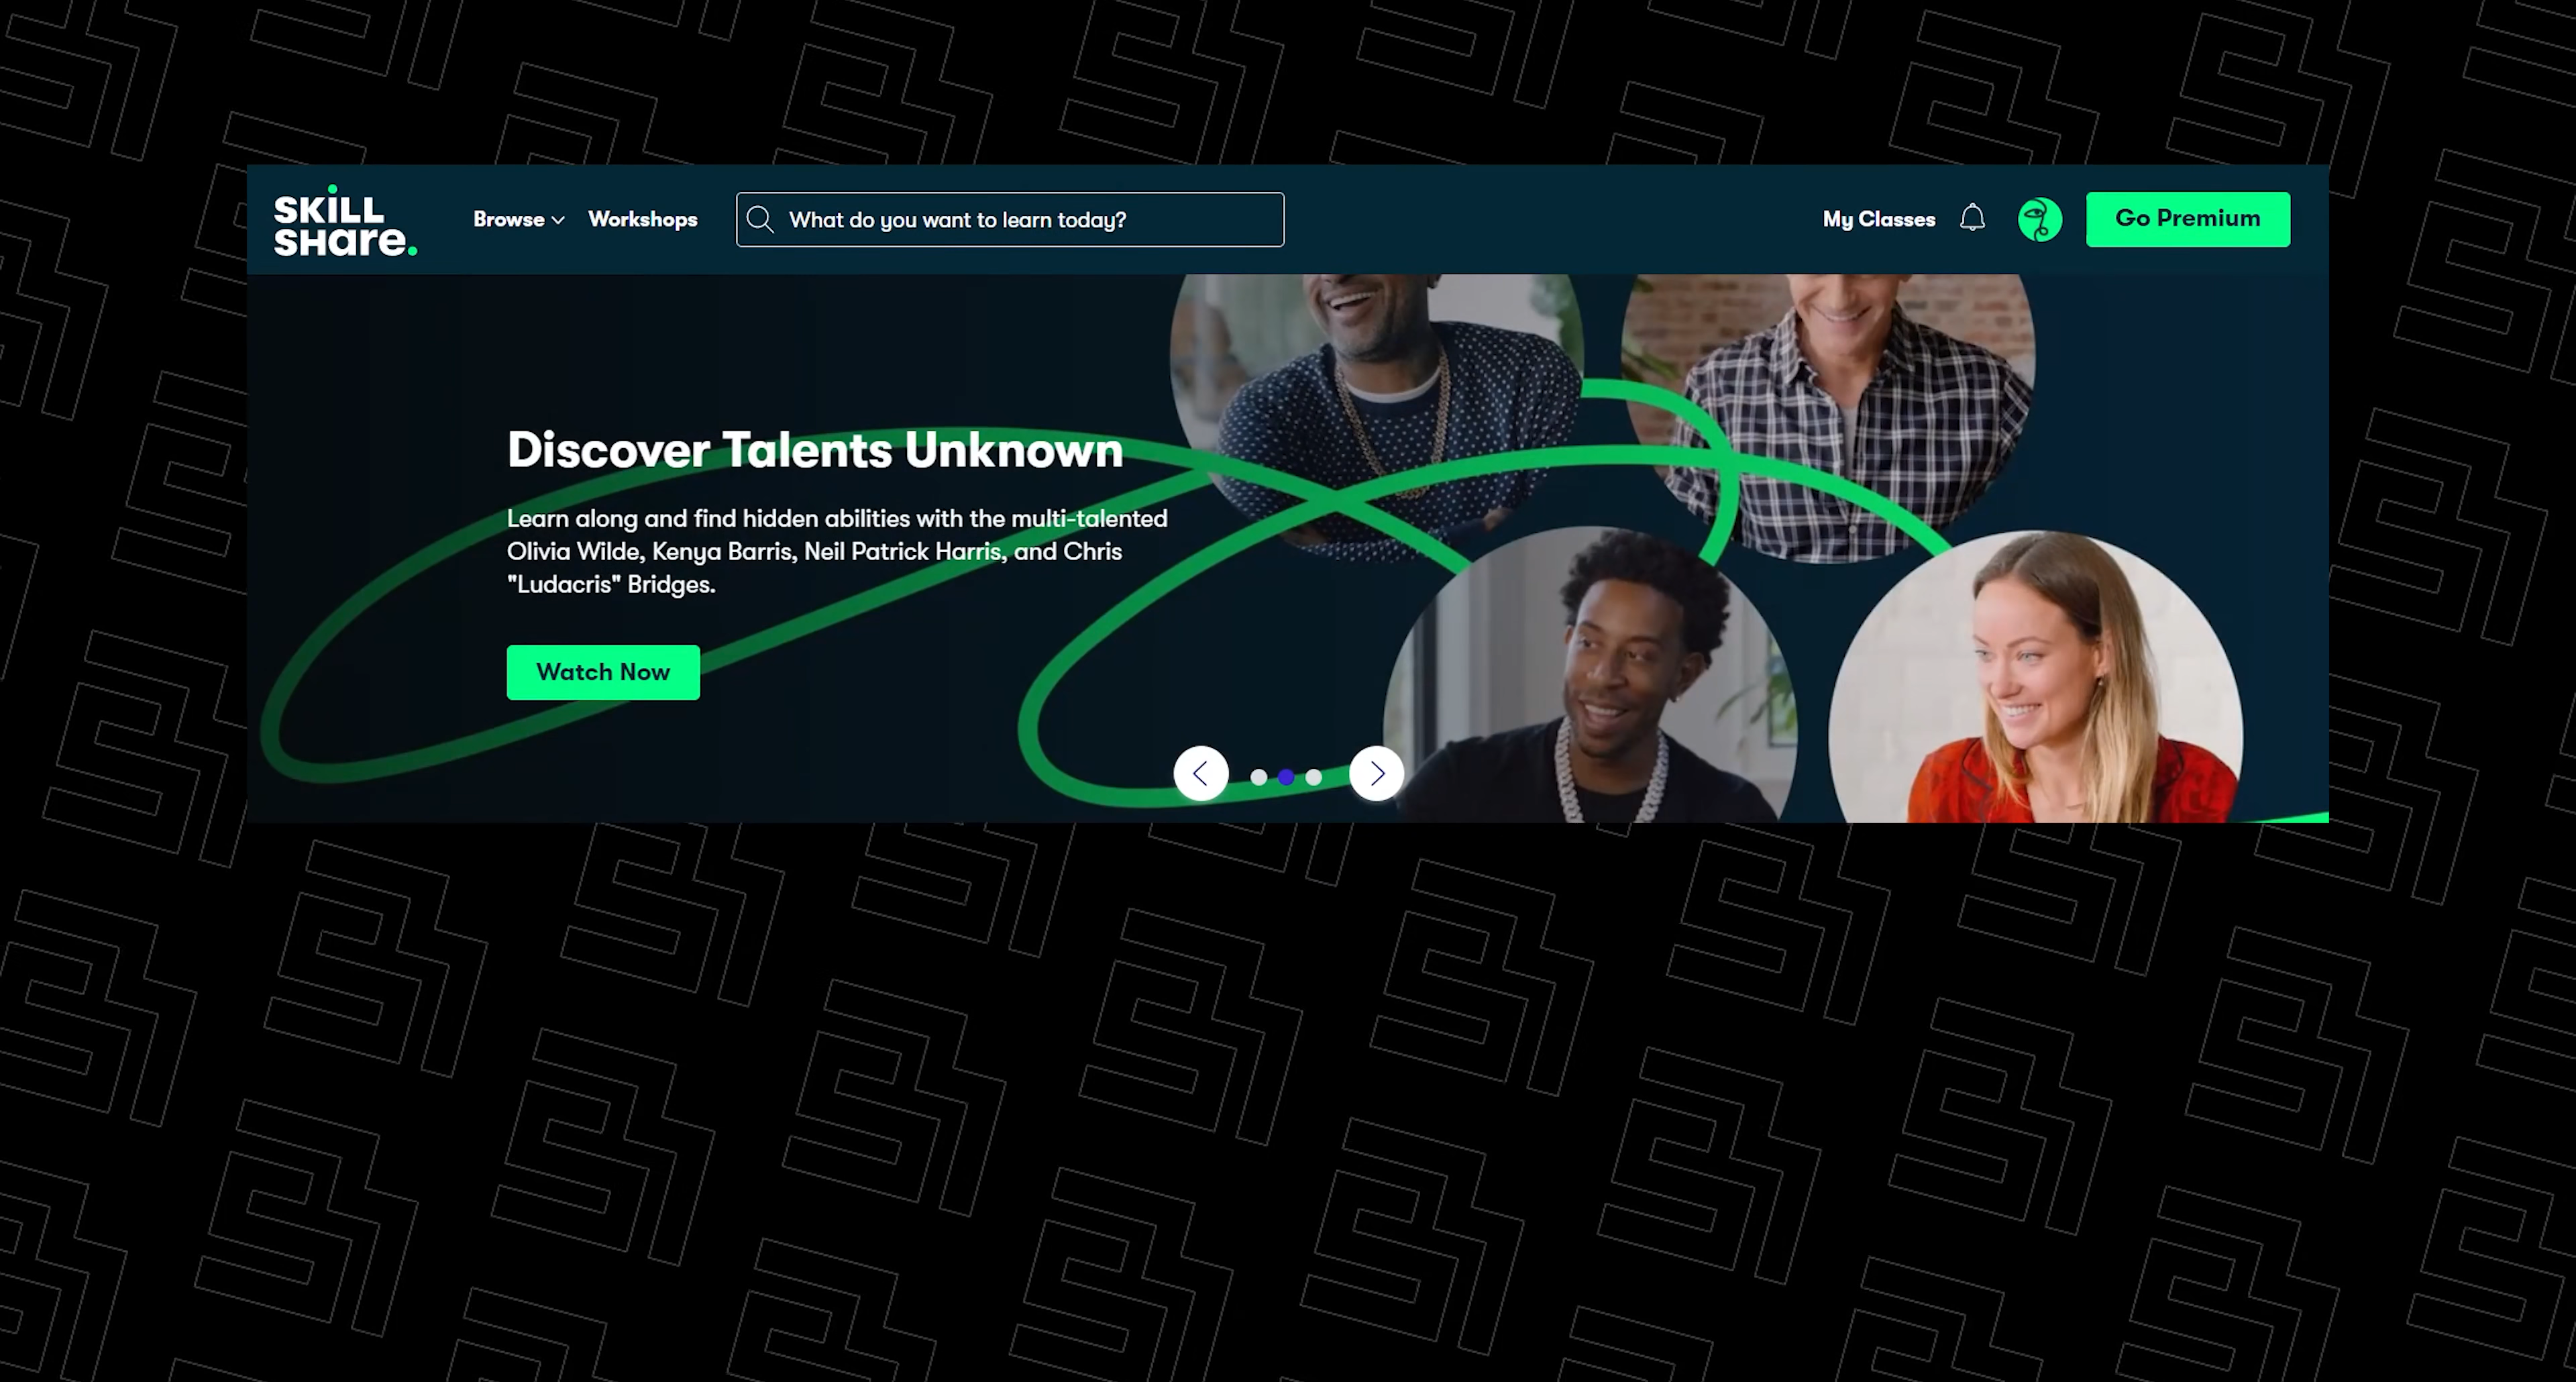 SKILL
SHare.
Browse
Workshops
What do you want to learn today?
My Classes
Go Premium
Discover Talents Unknown
Learn along and find hidden abilities with the multi-talented
Olivia Wilde, Kenya Barris, Neil Patrick Harris, and Chris
"Ludacris" Bridges.
Watch Now